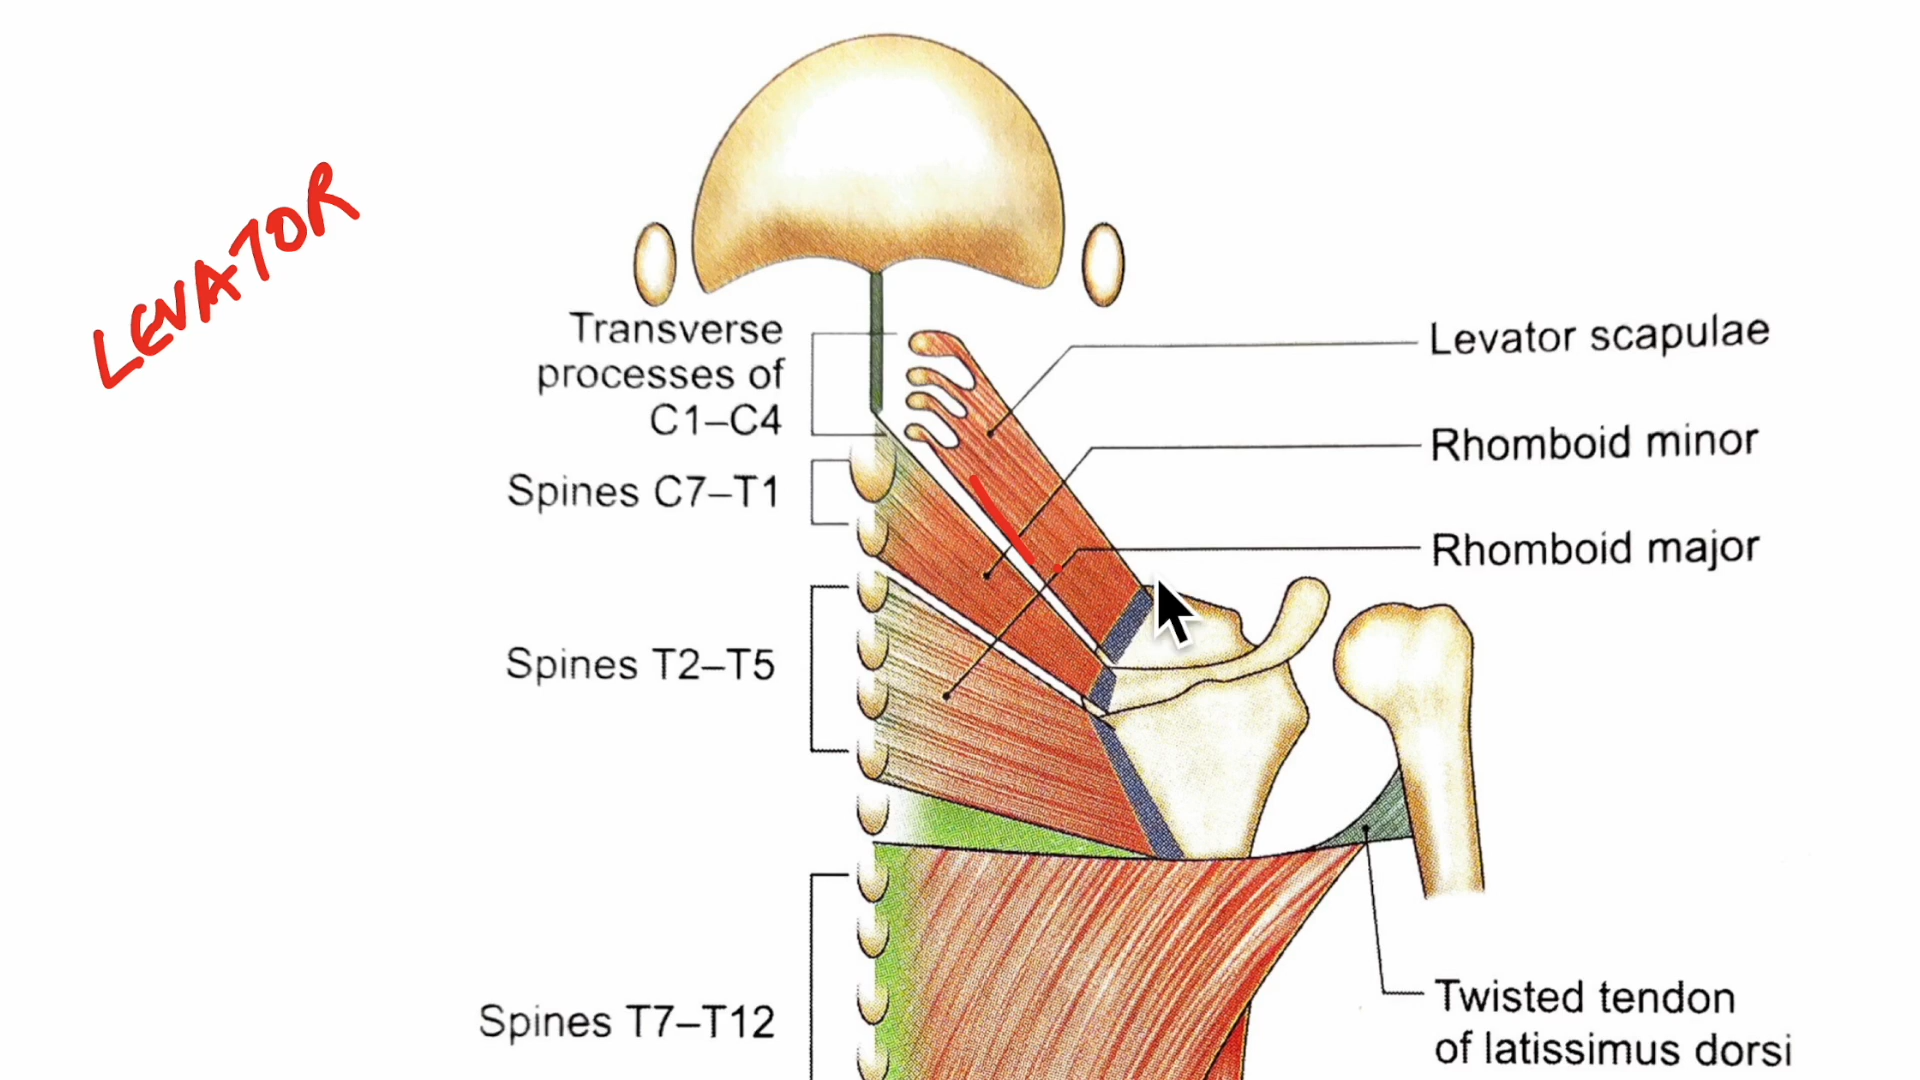 LEVATOR
Transverse
processes of
C1–C4
Spines C7–T1
Spines T2–T5
Spines T7–T12
Levator scapulae
Rhomboid minor
Rhomboid major
Twisted tendon
of latissimus dorsi